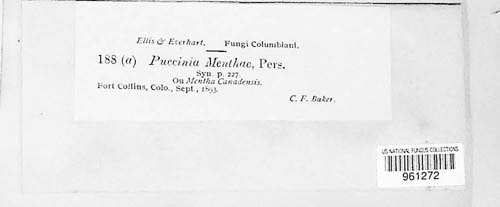 Ellis & Everhart. Fungi Columbiani.
188 (a) Puccinia Menthae, Pers.
Syn. p. 227.
On Mentha Canadensis.
Fort Collins, Colo., Sept., 1893.
C. F. Baker.
US NATIONAL FUNGUS COLLECTIONS
961272